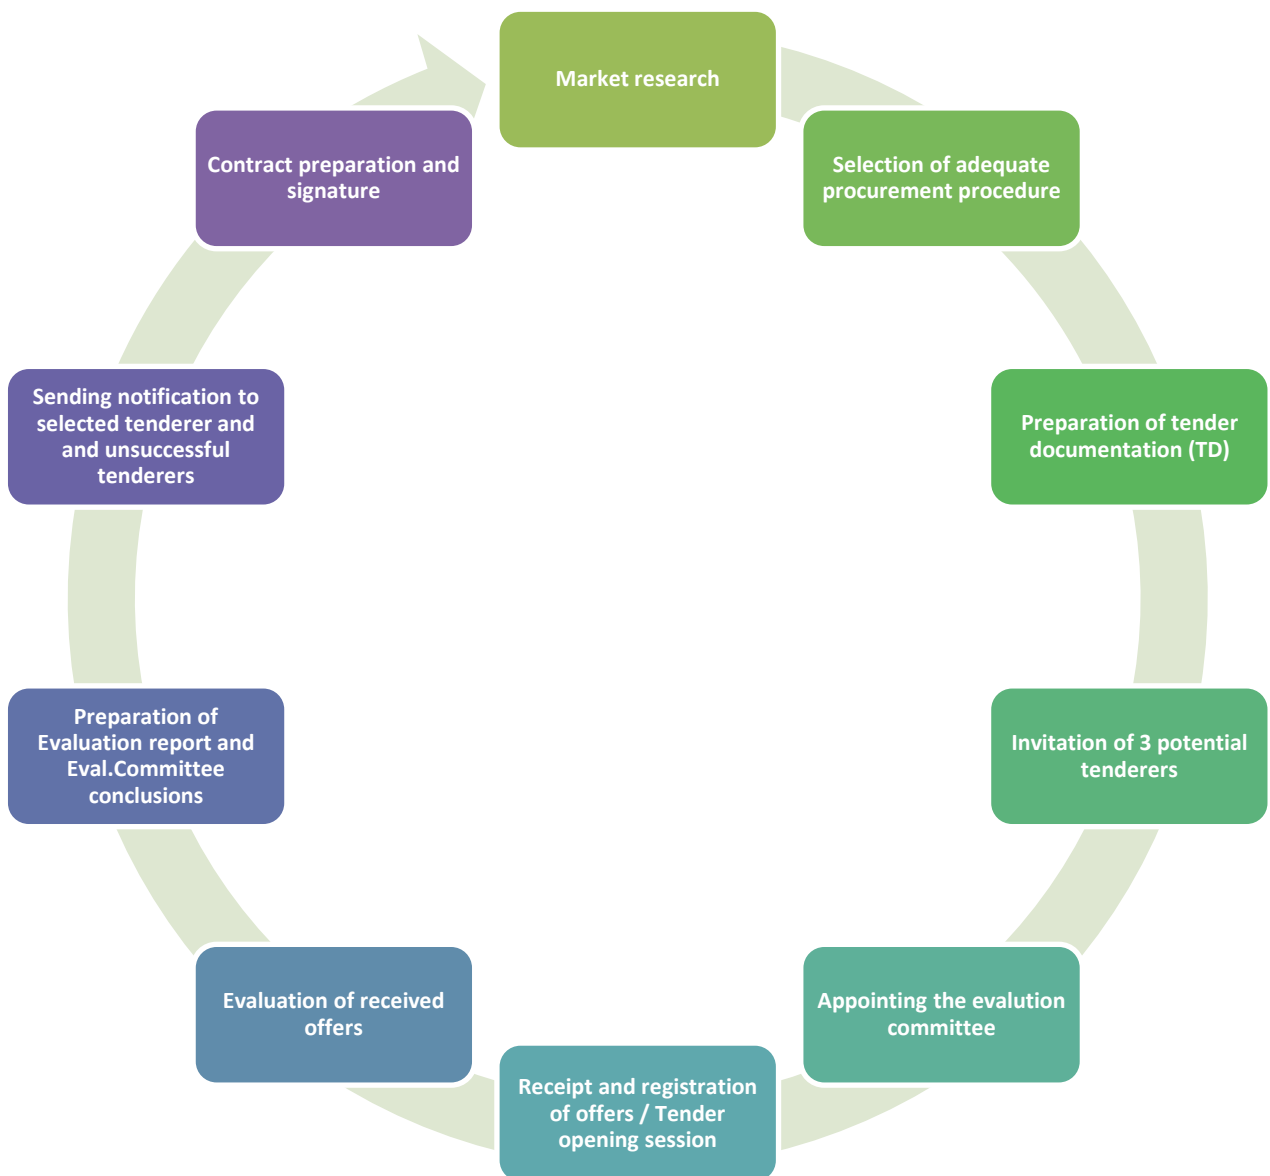 Market research
Selection of adequate
procurement procedure
Preparation of tender
documentation (TD)
Invitation of 3 potential
tenderers
Appointing the evalution
committee
Receipt and registration
of offers / Tender
opening session
Evaluation of received
offers
Preparation of
Evaluation report and
Eval.Committee
conclusions
Sending notification to
selected tenderer and
and unsuccessful
tenderers
Contract preparation and
signature